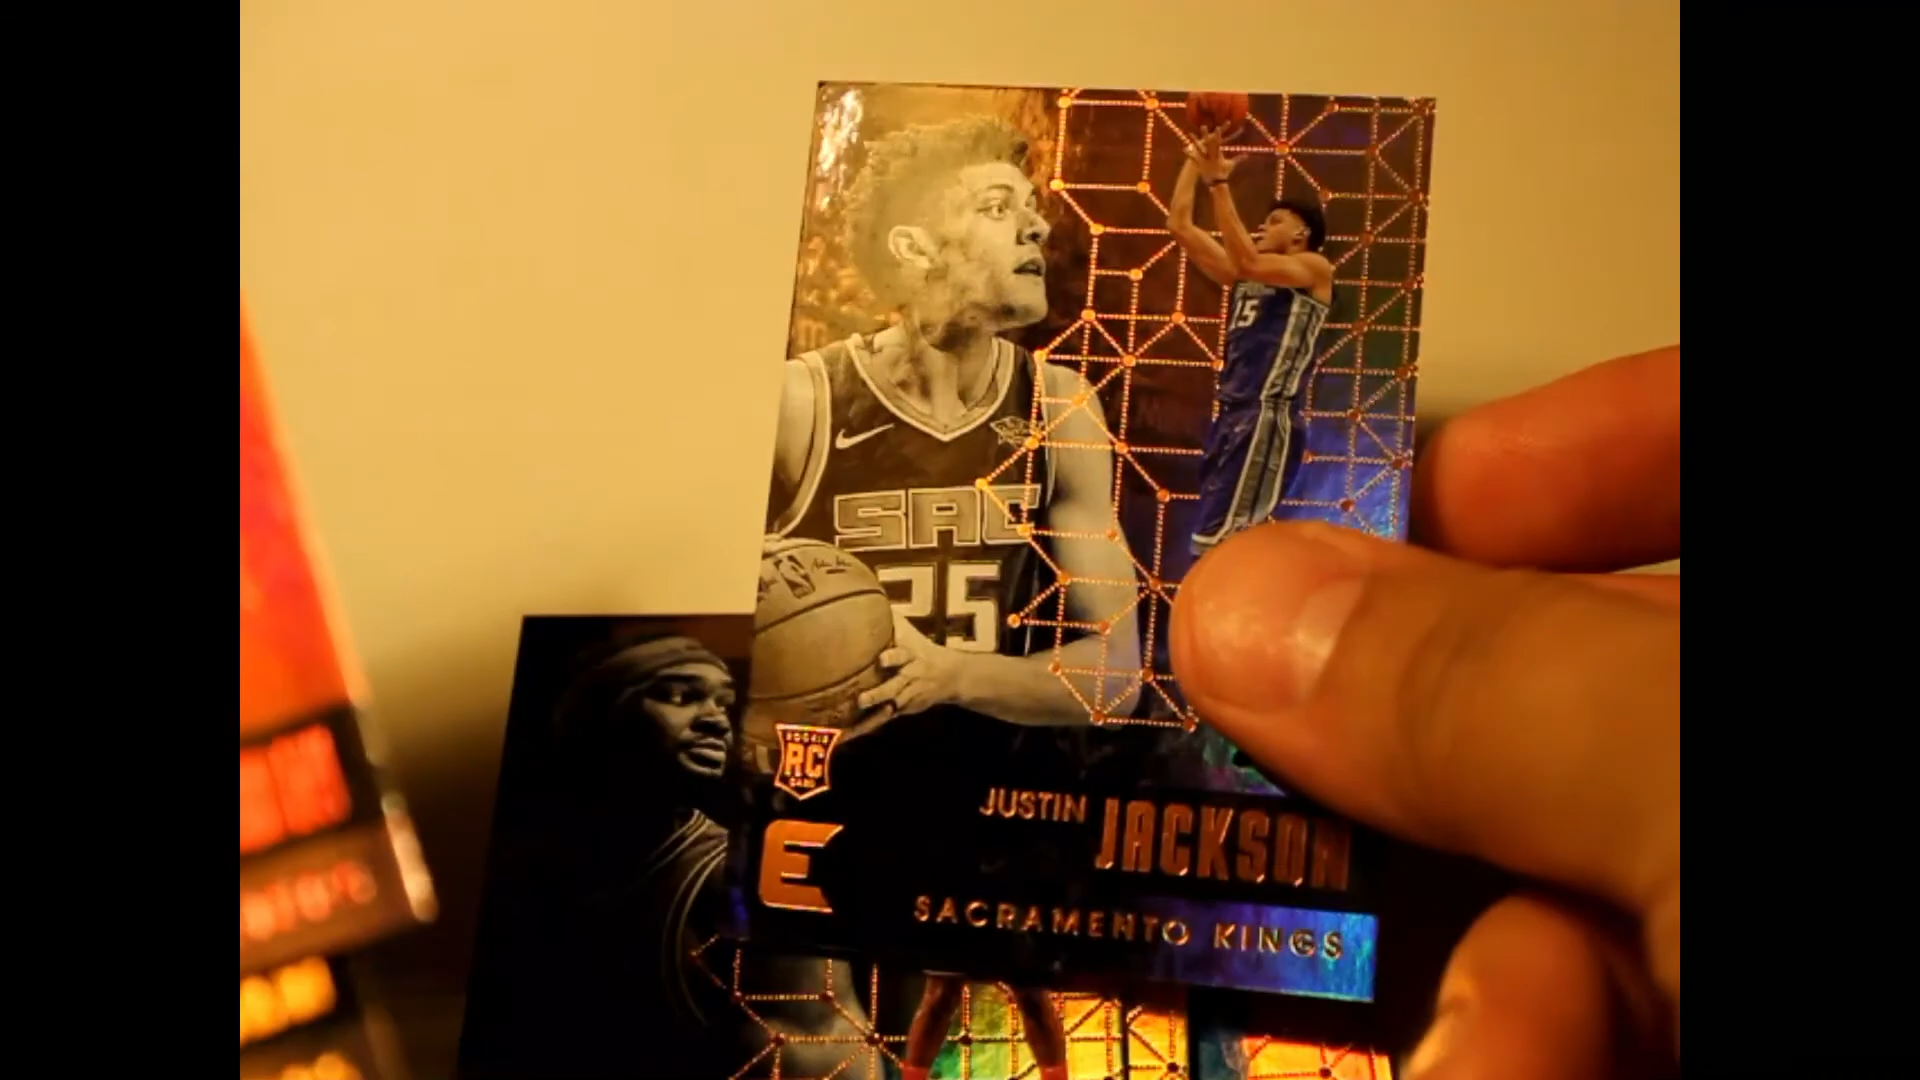 15
SAC
25
ROOKIE
RC
CARD
E
JUSTIN JACKSON
SACRAMENTO KINGS